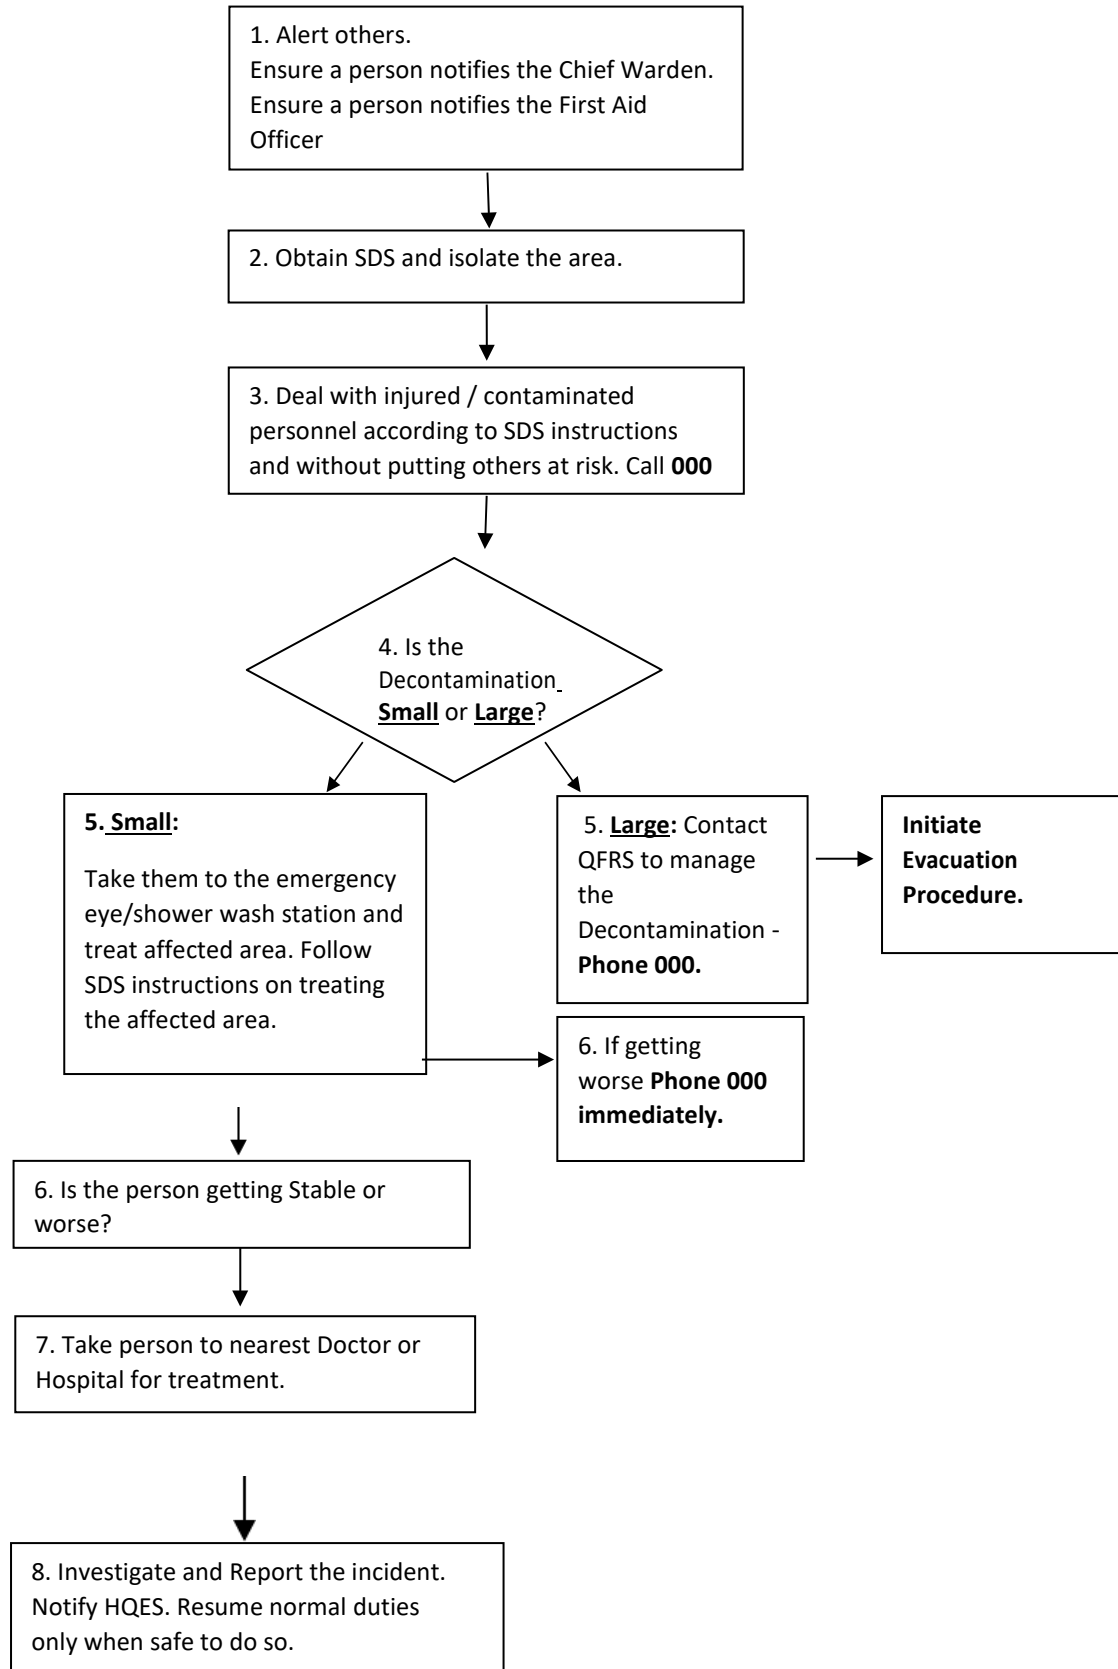 1. Alert others.
Ensure a person notifies the Chief Warden.
Ensure a person notifies the First Aid
Officer
2. Obtain SDS and isolate the area.
3. Deal with injured / contaminated
personnel according to SDS instructions
and without putting others at risk. Call 000
4. Is the
Decontamination
Small or Large?
5. Small:
Take them to the emergency
eye/shower wash station and
treat affected area. Follow
SDS instructions on treating
the affected area.
5. Large: Contact
QFRS to manage
the
Decontamination -
Phone 000.
Initiate
Evacuation
Procedure.
6. If getting
worse Phone 000
immediately.
6. Is the person getting Stable or
worse?
7. Take person to nearest Doctor or
Hospital for treatment.
8. Investigate and Report the incident.
Notify HQES. Resume normal duties
only when safe to do so.